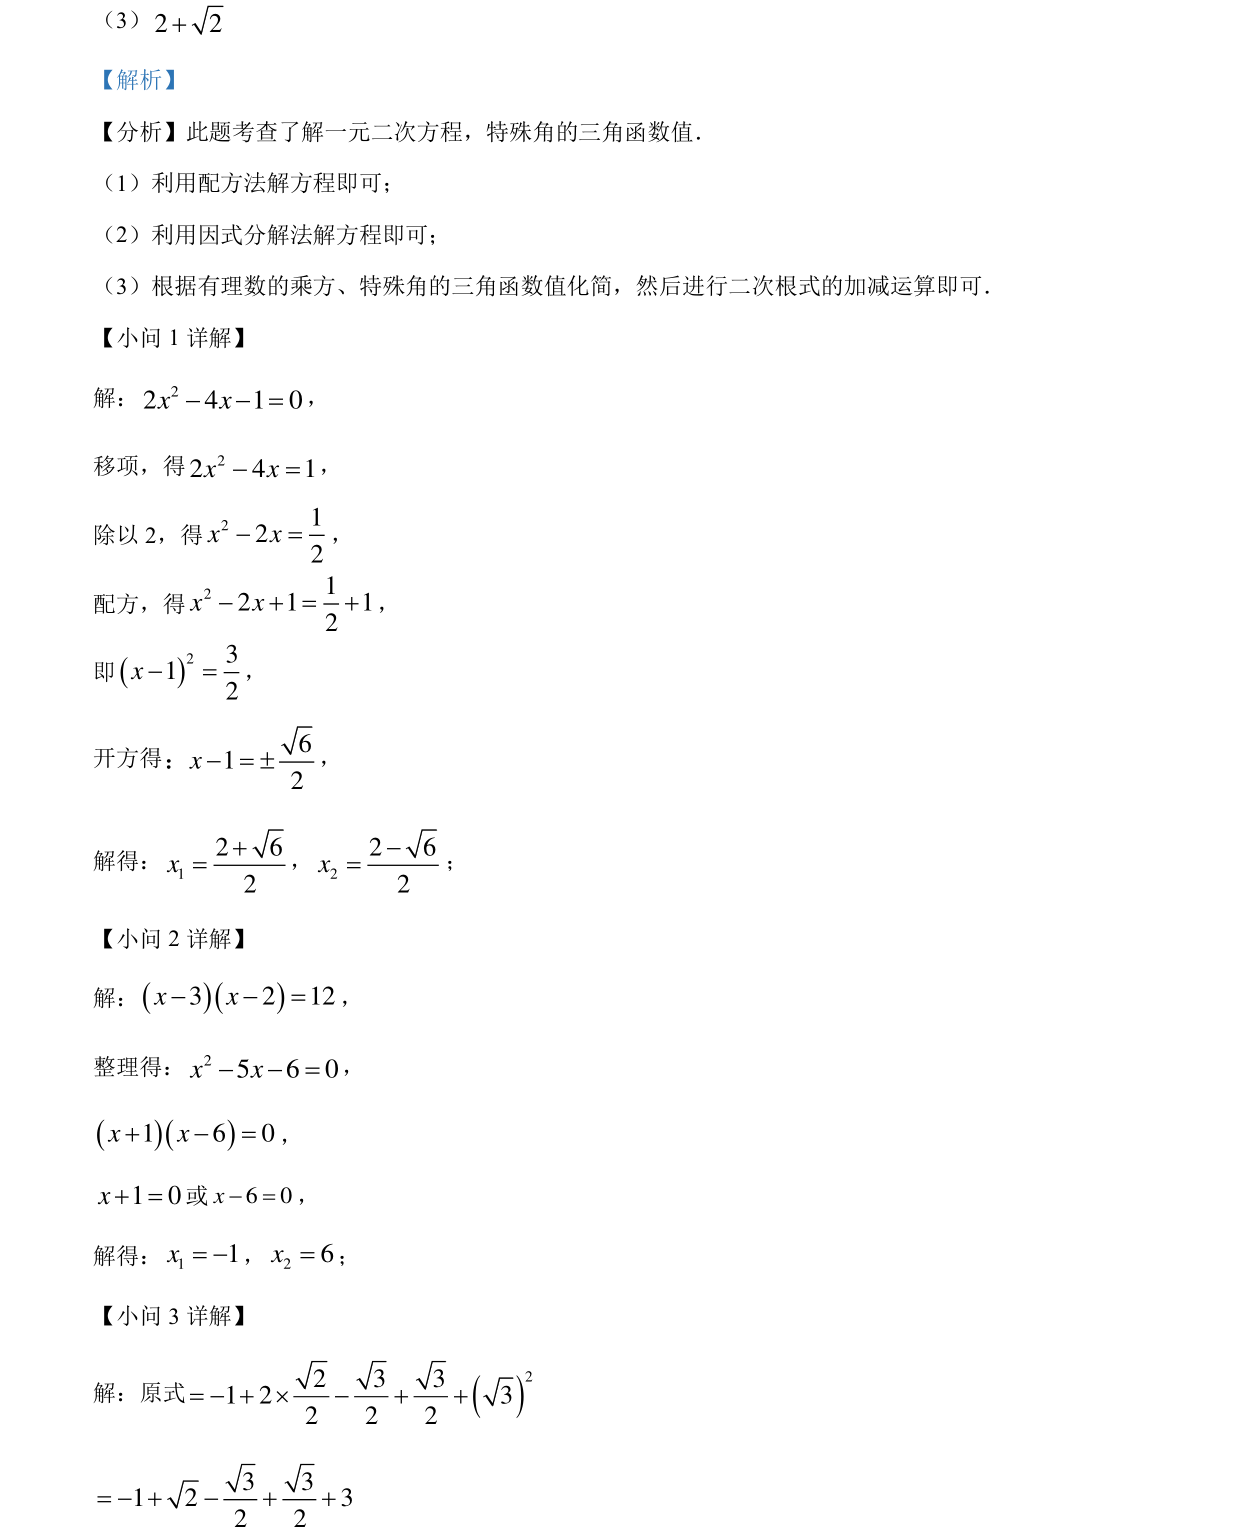 （3）2+√2
【解析】
【分析】此题考查了解一元二次方程，特殊角的三角函数值．
（1）利用配方法解方程即可；
（2）利用因式分解法解方程即可；
（3）根据有理数的乘方、特殊角的三角函数值化简，然后进行二次根式的加减运算即可．
【小问 1 详解】
解：2x²−4x−1=0，
移项，得2x²−4x=1，
除以 2，得x²−2x=1/2，
配方，得x²−2x+1=1/2+1，
即(x−1)²=3/2，
开方得：x−1=±√6/2，
解得：x₁=(2+√6)/2，x₂=(2−√6)/2；
【小问 2 详解】
解：(x−3)(x−2)=12，
整理得：x²−5x−6=0，
(x+1)(x−6)=0，
x+1=0或x−6=0，
解得：x₁=−1，x₂=6；
【小问 3 详解】
解：原式=−1+2×√2/2−√3/2+√3/2+(√3)²
=−1+√2−√3/2+√3/2+3